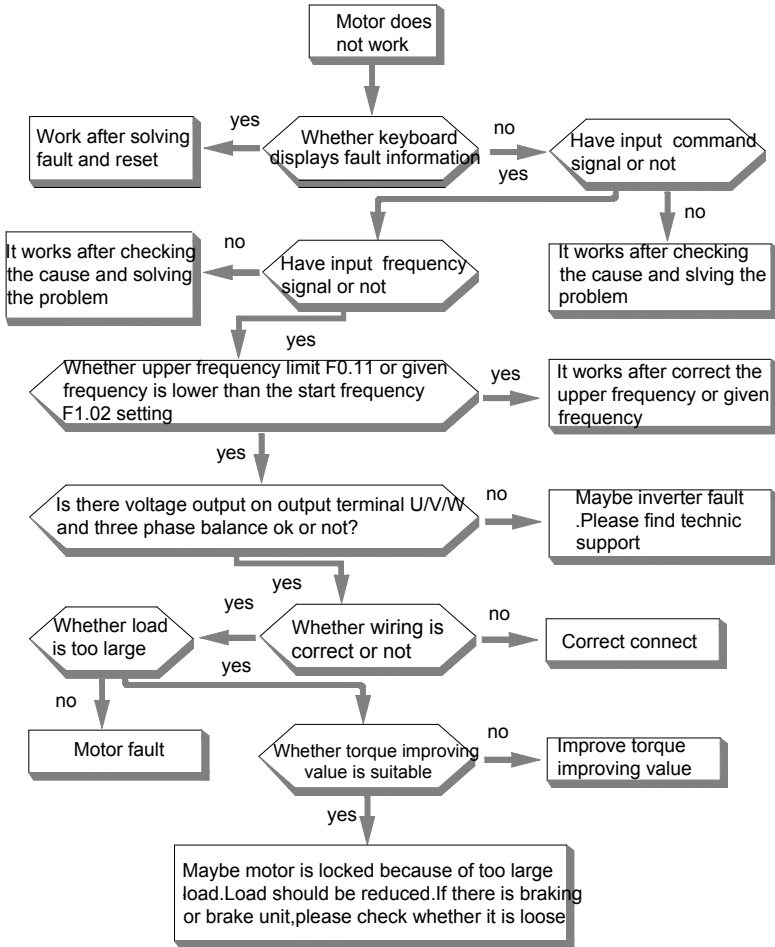 Motor does
not work
yes
Work after solving
fault and reset
Whether keyboard
displays fault information
no
Have input command
signal or not
yes
no
It works after checking
the cause and solving
the problem
no
Have input frequency
signal or not
It works after checking
the cause and slving the
problem
yes
Whether upper frequency limit F0.11 or given
frequency is lower than the start frequency
F1.02 setting
yes
It works after correct the
upper frequency or given
frequency
yes
Is there voltage output on output terminal U/V/W
and three phase balance ok or not?
no
Maybe inverter fault
.Please find technic
support
yes
Whether load
is too large
yes
Whether wiring is
correct or not
no
Correct connect
yes
no
Motor fault
Whether torque improving
value is suitable
no
Improve torque
improving value
yes
Maybe motor is locked because of too large
load.Load should be reduced.If there is braking
or brake unit,please check whether it is loose